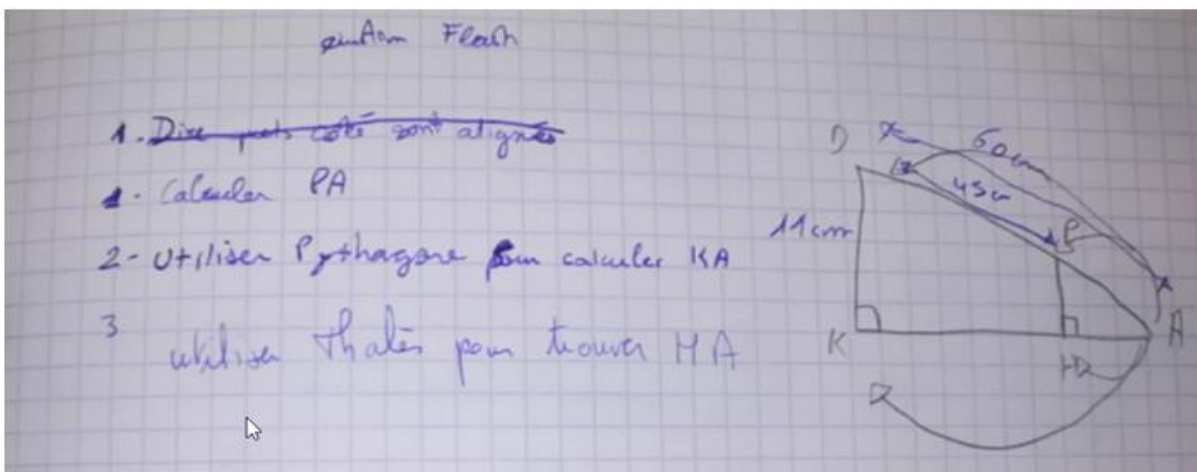 Flash
1. Dire quels coté sont alignés
1. Calculer PA
2- Utiliser Pythagore pour calculer KA
3 utiliser Thalès pour trouver HA
D
60cm
45cm
P
11cm
K
H
A